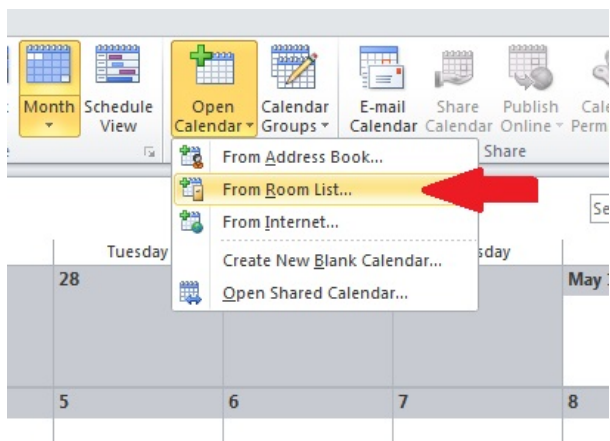 Month
Schedule
View
Open
Calendar
Calendar
Groups
E-mail
Calendar
Share
Calendar
Publish
Online
Share
From Address Book...
From Room List...
From Internet...
Create New Blank Calendar...
Open Shared Calendar...
Tuesday
28
May
5
6
7
8